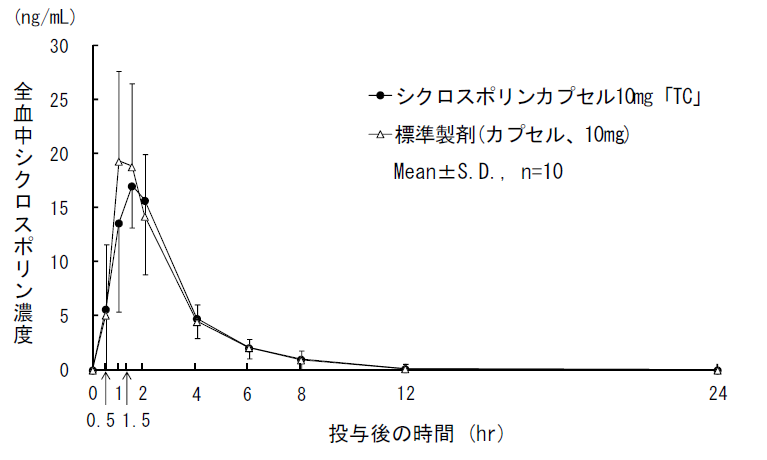 (ng/mL)
30
25
20
15
10
5
0
全血中シクロスポリン濃度
シクロスポリンカプセル10mg「TC」
標準製剤(カプセル、10mg)
Mean±S.D., n=10
0 1 2 4 6 8 12 24
0.5 1.5
投与後の時間 (hr)